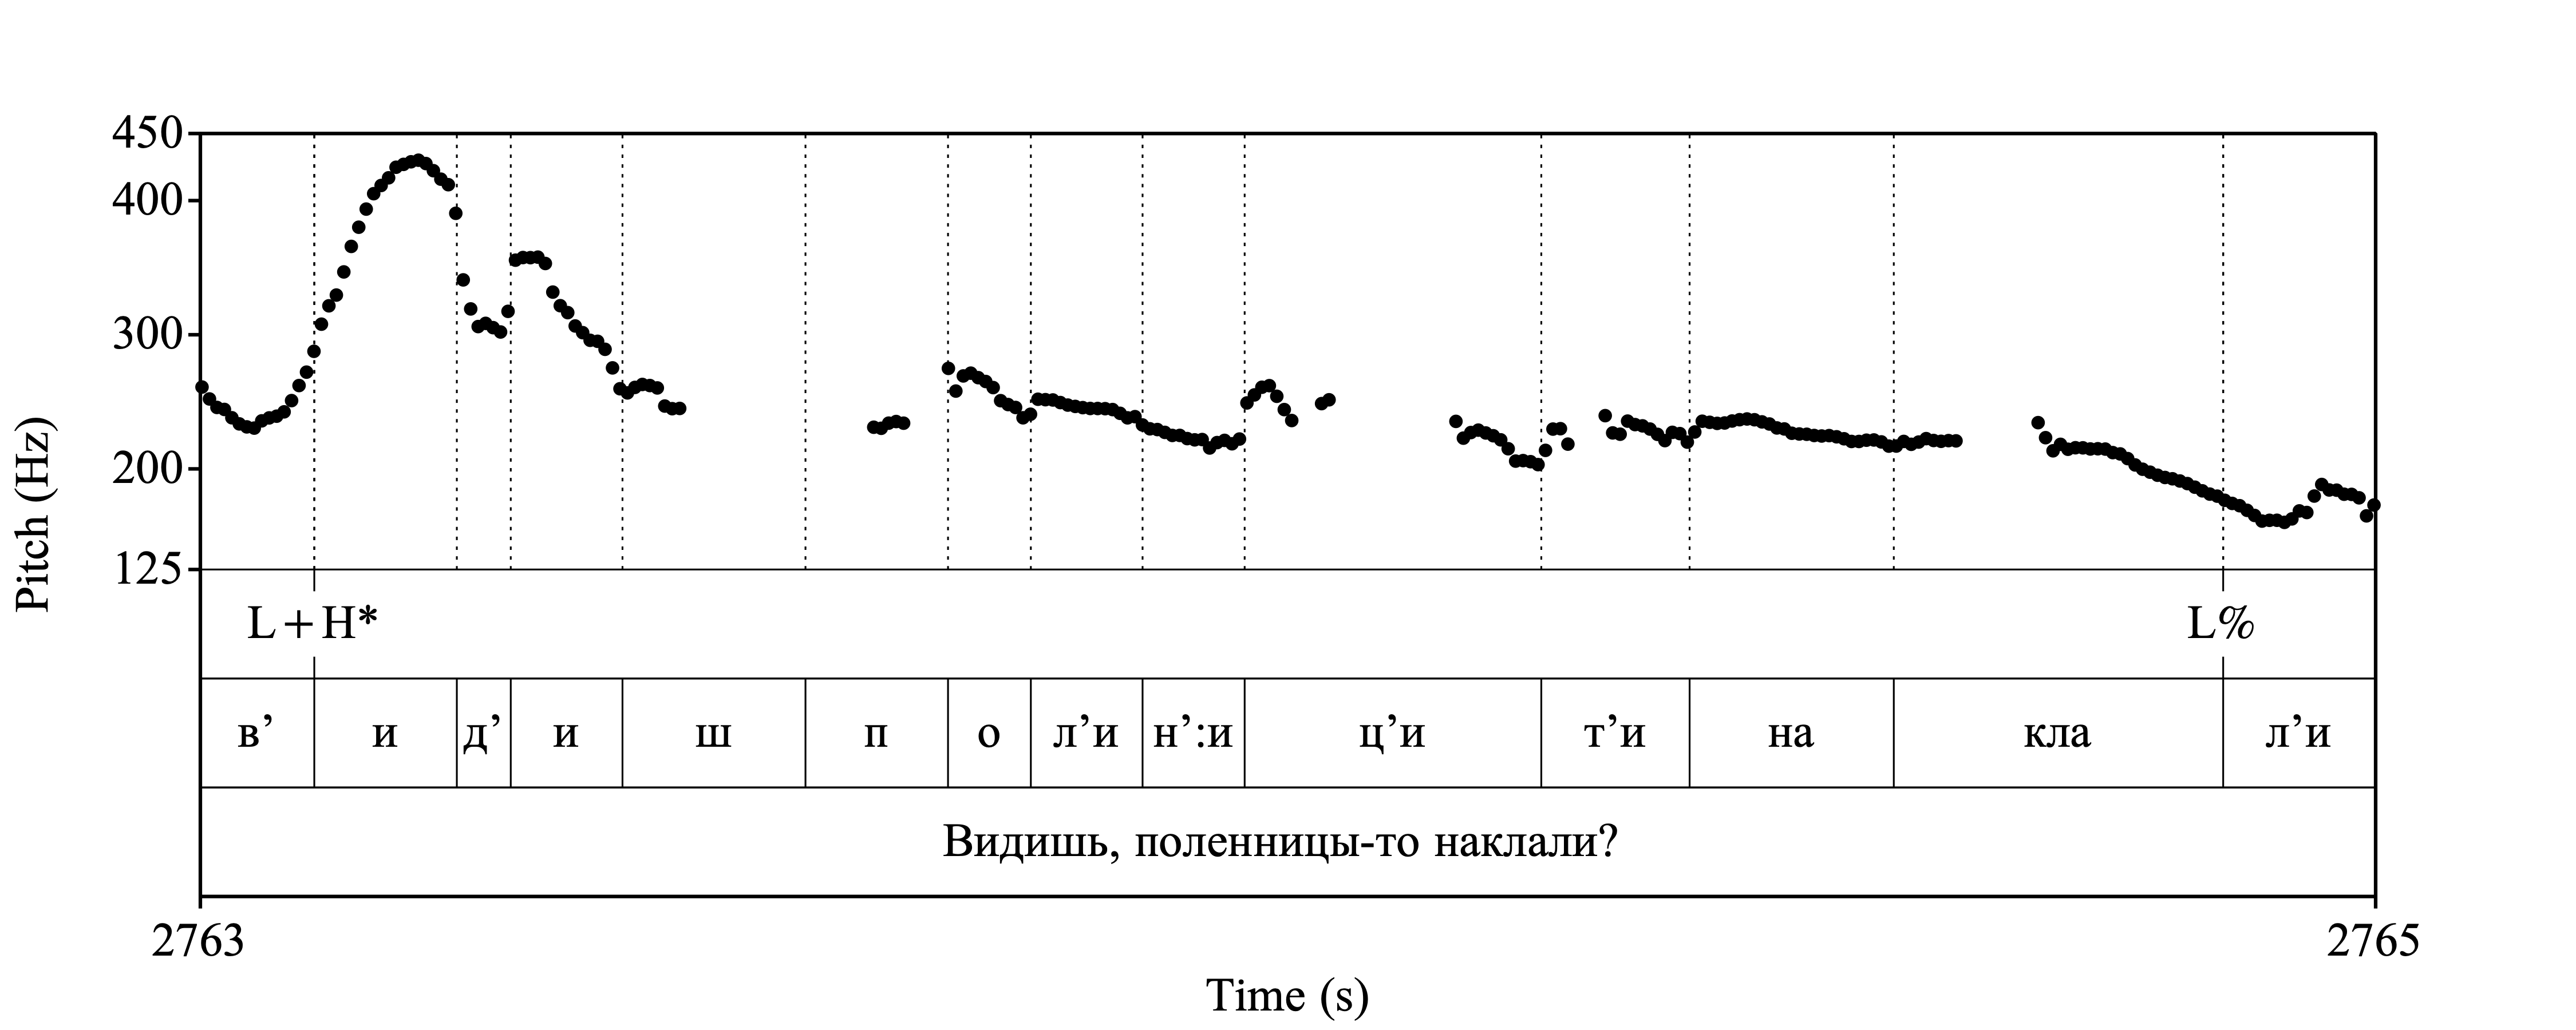 450
400
300
200
125
Pitch (Hz)
L+H* L%
в’ и д’ и ш п о л’и н’:и ц’и т’и на кла л’и
Видишь, поленницы-то наклали?
2763 2765
Time (s)